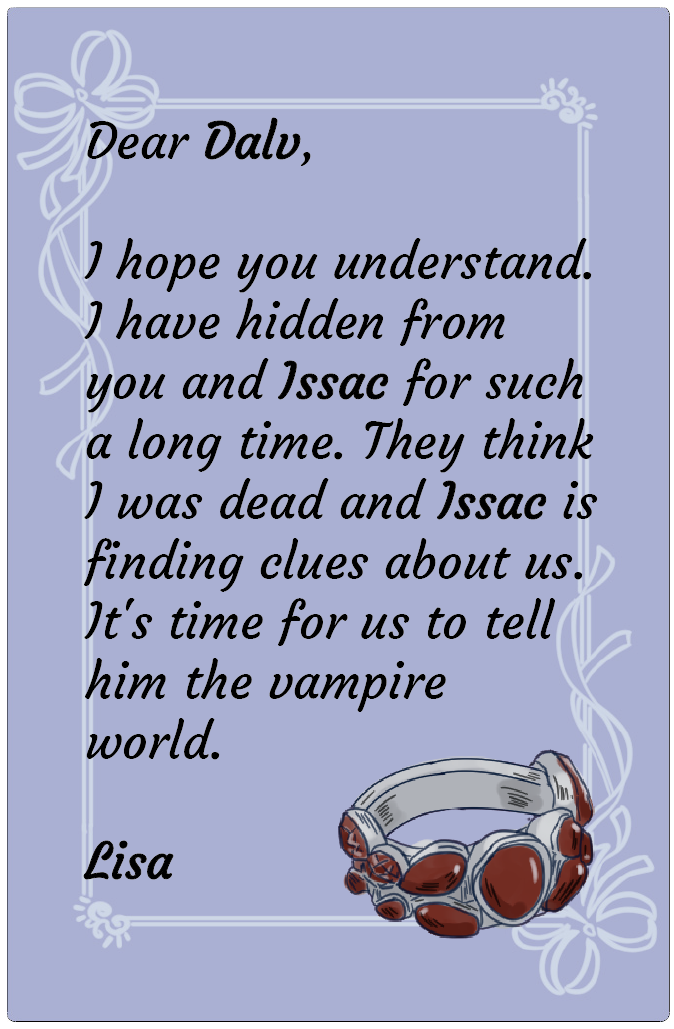 Dear Dalv,
I hope you understand.
I have hidden from
you and Issac for such
a long time. They think
I was dead and Issac is
finding clues about us.
It's time for us to tell
him the vampire
world.
Lisa